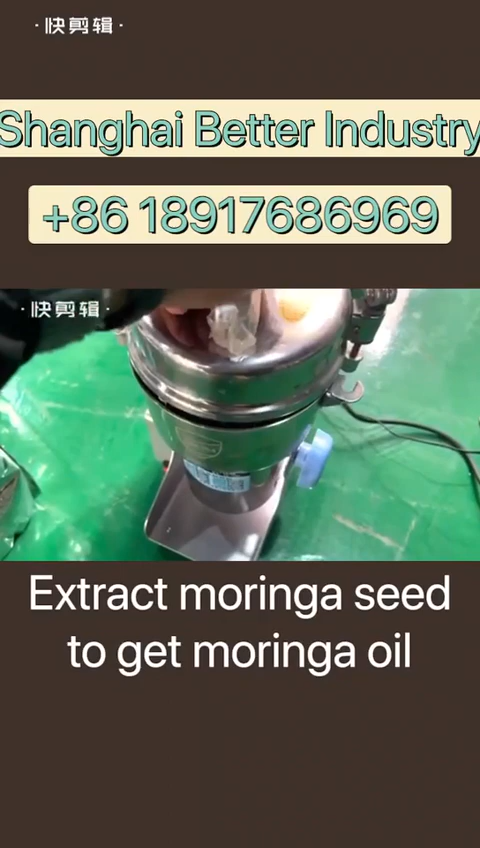 ·快剪辑·
Shanghai Better Industry
+86 18917686969
·快剪辑·
Extract moringa seed
to get moringa oil